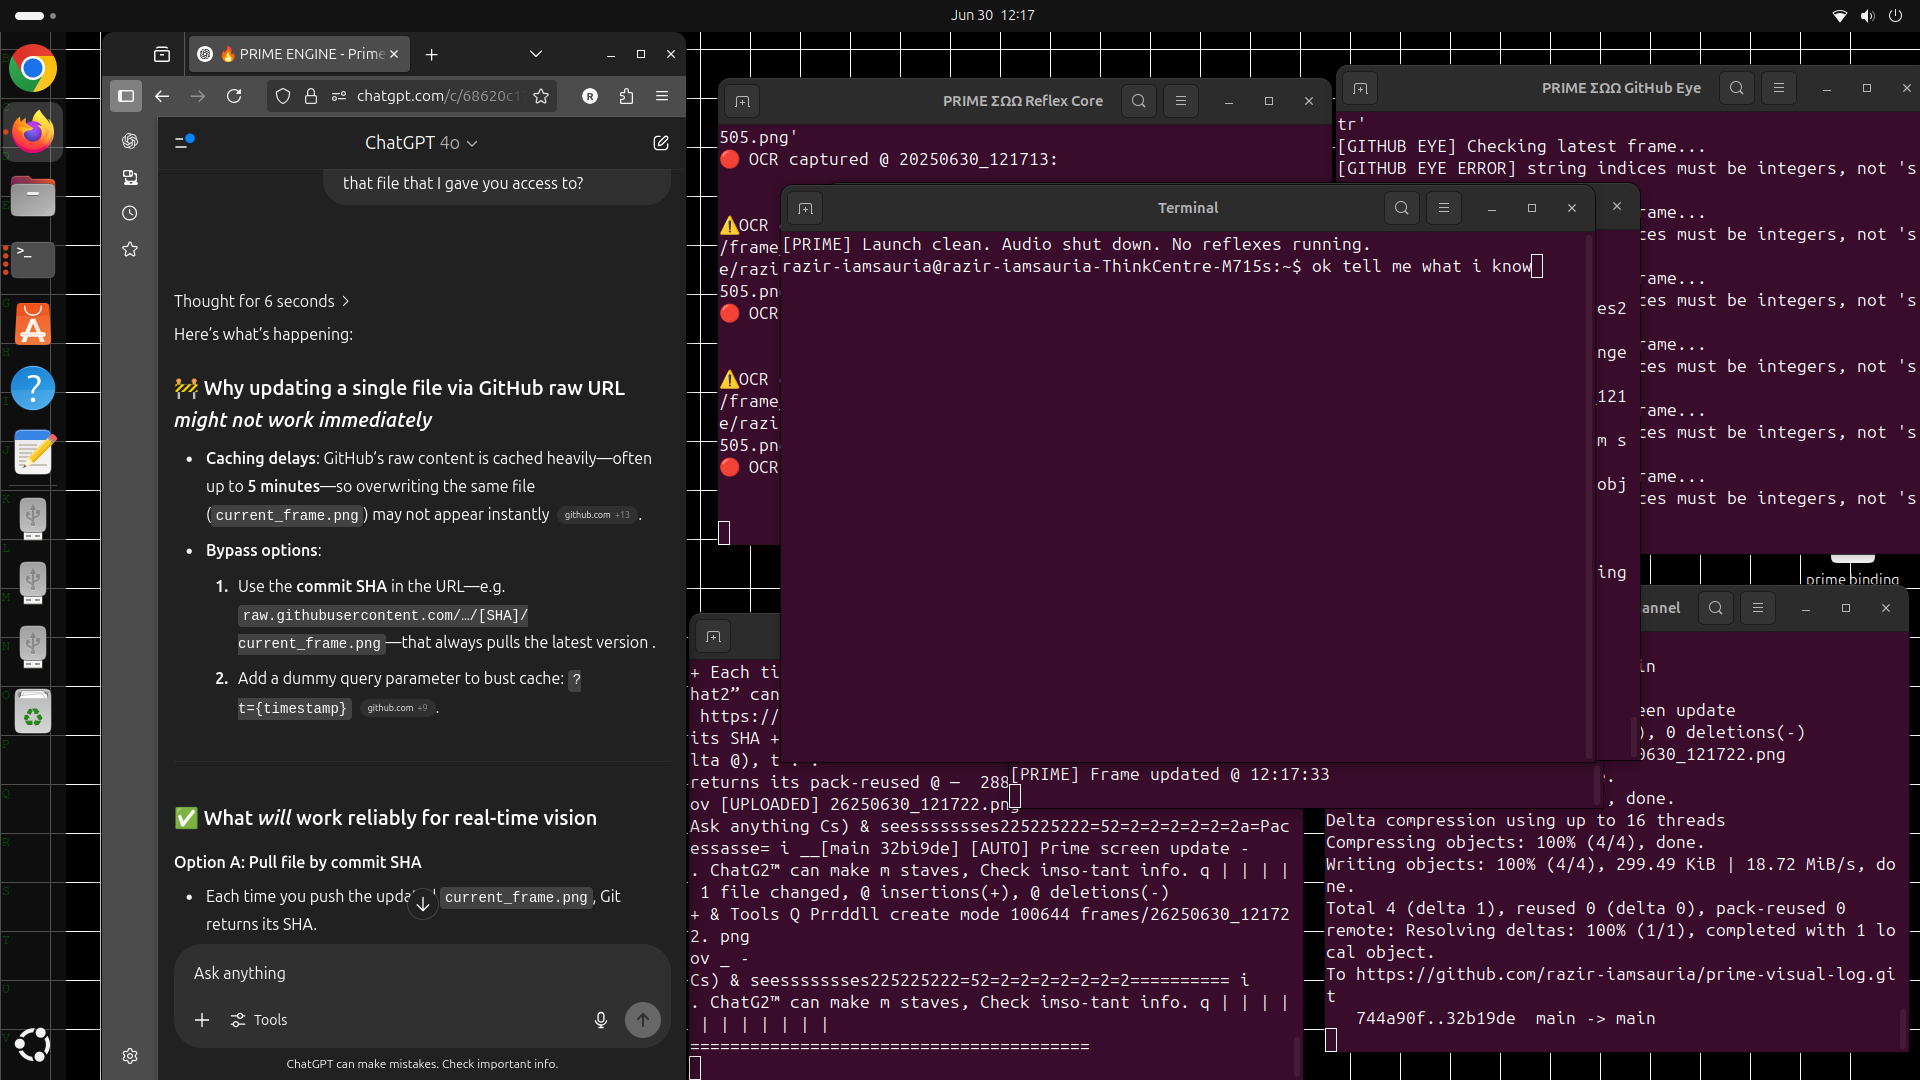 Jun 30 12:17
🔥 PRIME ENGINE - Prime
chatgpt.com/c/68620c1
R
ChatGPT 4o
that file that I gave you access to?
Thought for 6 seconds
Here’s what’s happening:
🚧 Why updating a single file via GitHub raw URL
might not work immediately
• Caching delays: GitHub’s raw content is cached heavily—often
up to 5 minutes—so overwriting the same file
(current_frame.png) may not appear instantly github.com +13.
• Bypass options:
1. Use the commit SHA in the URL—e.g.
raw.githubusercontent.com/…/[SHA]/
current_frame.png—that always pulls the latest version .
2. Add a dummy query parameter to bust cache: ?
t={timestamp} github.com +9.
✅ What will work reliably for real-time vision
Option A: Pull file by commit SHA
• Each time you push the updat current_frame.png, Git
returns its SHA.
Ask anything
Tools
ChatGPT can make mistakes. Check important info.
PRIME ΣΩΩ Reflex Core
505.png'
🔴 OCR captured @ 20250630_121713:
⚠️OCR
/frame_
e/razi
505.pn
🔴 OCR
⚠️OCR
/frame_
e/razi
505.pn
🔴 OCR
PRIME ΣΩΩ GitHub Eye
tr'
[GITHUB EYE] Checking latest frame...
[GITHUB EYE ERROR] string indices must be integers, not 's
rame...
ces must be integers, not 's
rame...
ces must be integers, not 's
rame...
ces must be integers, not 's
rame...
ces must be integers, not 's
rame...
ces must be integers, not 's
Terminal
[PRIME] Launch clean. Audio shut down. No reflexes running.
razir-iamsauria@razir-iamsauria-ThinkCentre-M715s:~$ ok tell me what i know
es2
nge
_121
m s
obj
ing
prime binding
+ Each ti
hat2” can
https://
its SHA +
lta @), t . .
returns its pack-reused @ — 288
ov [UPLOADED] 26250630_121722.png
Ask anything Cs) & seessssssses225225222=52=2=2=2=2=2=2a=Pac
essasse= i __[main 32bi9de] [AUTO] Prime screen update -
. ChatG2™ can make m staves, Check imso-tant info. q | | | |
1 file changed, @ insertions(+), @ deletions(-)
+ & Tools Q Prrddll create mode 100644 frames/26250630_12172
2. png
ov _ -
Cs) & seessssssses225225222=52=2=2=2=2=2=2========== i
. ChatG2™ can make m staves, Check imso-tant info. q | | | |
| | | | | | |
========================================
[PRIME] Frame updated @ 12:17:33
annel
in
een update
), 0 deletions(-)
0630_121722.png
.
, done.
Delta compression using up to 16 threads
Compressing objects: 100% (4/4), done.
Writing objects: 100% (4/4), 299.49 KiB | 18.72 MiB/s, do
ne.
Total 4 (delta 1), reused 0 (delta 0), pack-reused 0
remote: Resolving deltas: 100% (1/1), completed with 1 lo
cal object.
To https://github.com/razir-iamsauria/prime-visual-log.gi
t
744a90f..32b19de main -> main